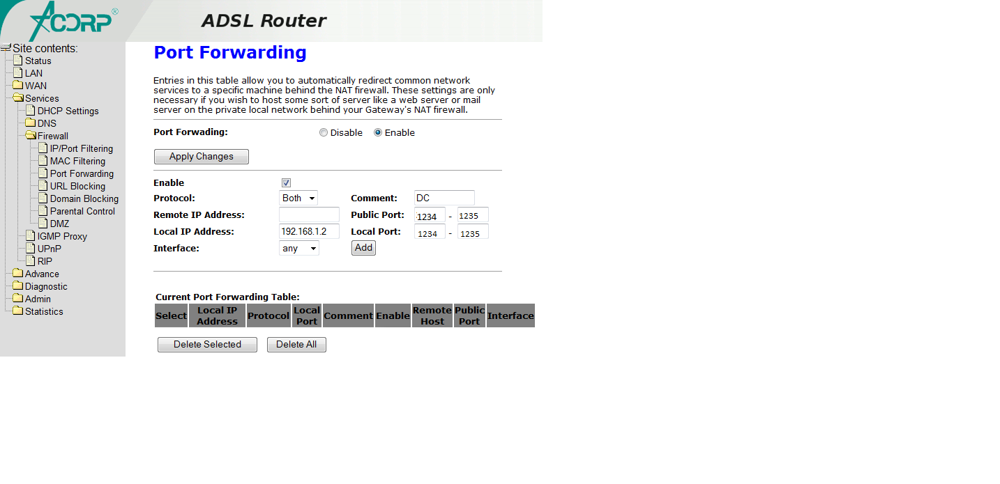 ACORP®
ADSL Router
Site contents:
Status
LAN
WAN
Services
DHCP Settings
DNS
Firewall
IP/Port Filtering
MAC Filtering
Port Forwarding
URL Blocking
Domain Blocking
Parental Control
DMZ
IGMP Proxy
UPnP
RIP
Advance
Diagnostic
Admin
Statistics
Port Forwarding
Entries in this table allow you to automatically redirect common network
services to a specific machine behind the NAT firewall. These settings are only
necessary if you wish to host some sort of server like a web server or mail
server on the private local network behind your Gateway's NAT firewall.
Port Forwading: Disable Enable
Apply Changes
Enable
Protocol: Both Comment: DC
Remote IP Address: Public Port: 1234 - 1235
Local IP Address: 192.168.1.2 Local Port: 1234 - 1235
Interface: any Add
Current Port Forwarding Table:
Select Local IP Address Protocol Local Port Comment Enable Remote Host Public Port Interface
Delete Selected Delete All